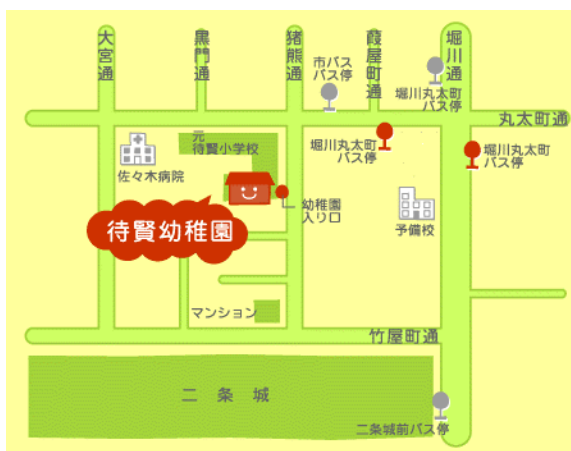 大宮通
黒門通
猪熊通
葭屋町通
堀川通
市バス
バス停
堀川丸太町
バス停
丸太町通
元
待賢小学校
堀川丸太町
バス停
堀川丸太町
バス停
佐々木病院
幼稚園
入り口
予備校
待賢幼稚園
マンション
竹屋町通
二条城
二条城前バス停